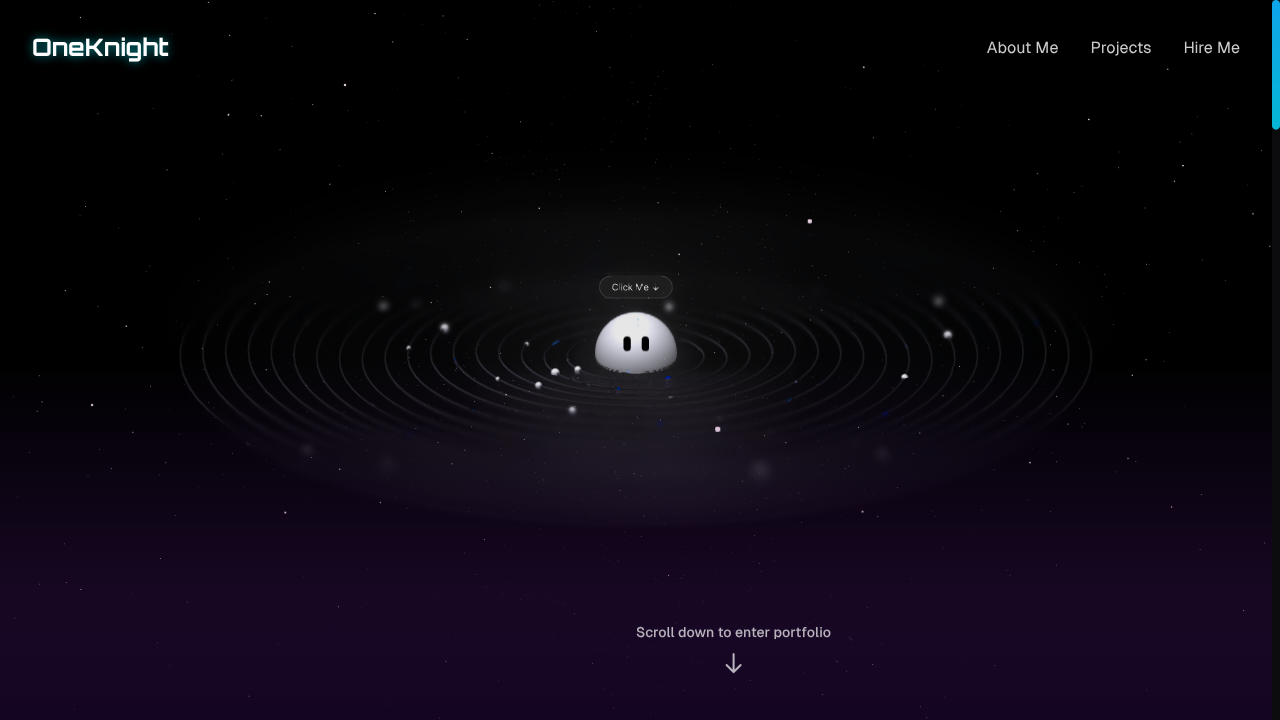 OneKnight
About Me
Projects
Hire Me
Click Me ↓
Scroll down to enter portfolio